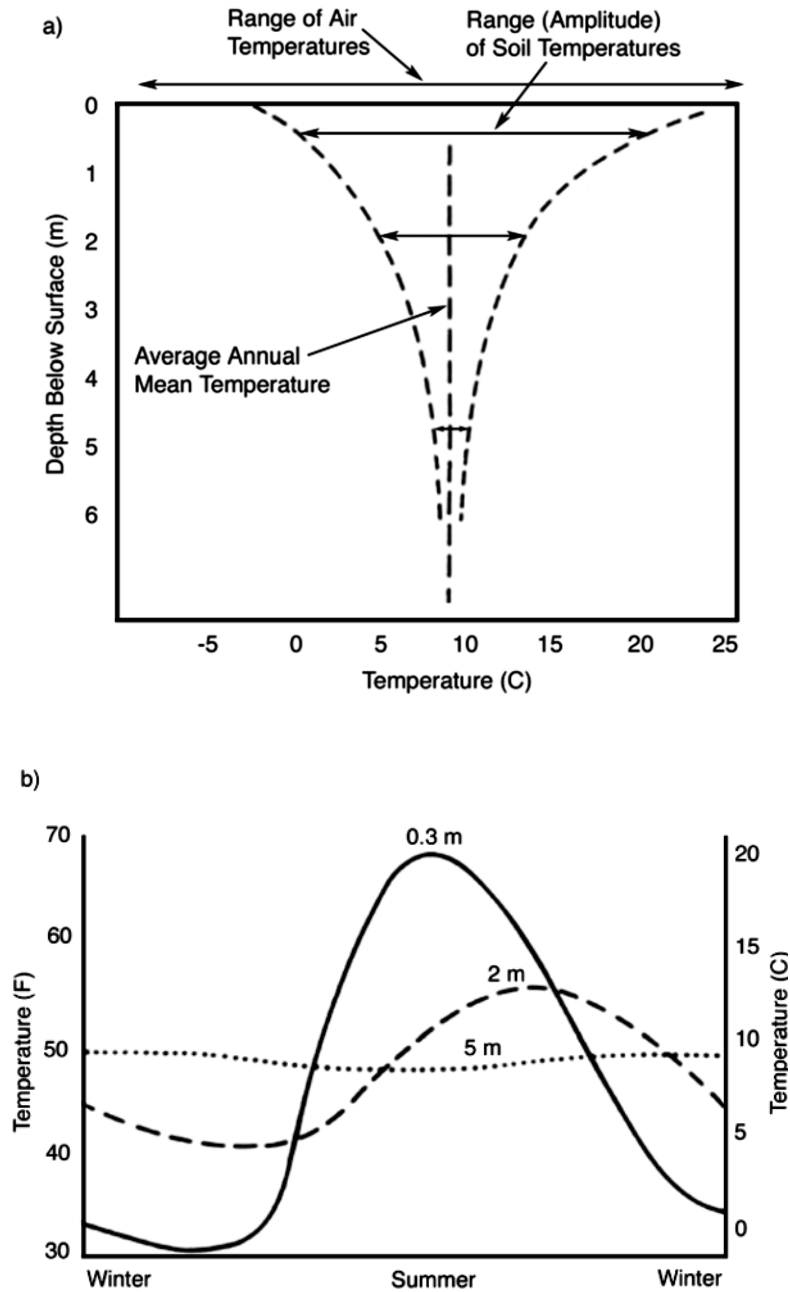 a)
Range of Air
Temperatures
Range (Amplitude)
of Soil Temperatures
0
1
2
3
4
5
6
Depth Below Surface (m)
Average Annual
Mean Temperature
-5 0 5 10 15 20 25
Temperature (C)
b)
70
60
50
40
30
Temperature (F)
0.3 m
2 m
5 m
20
15
10
5
0
Temperature (C)
Winter Summer Winter